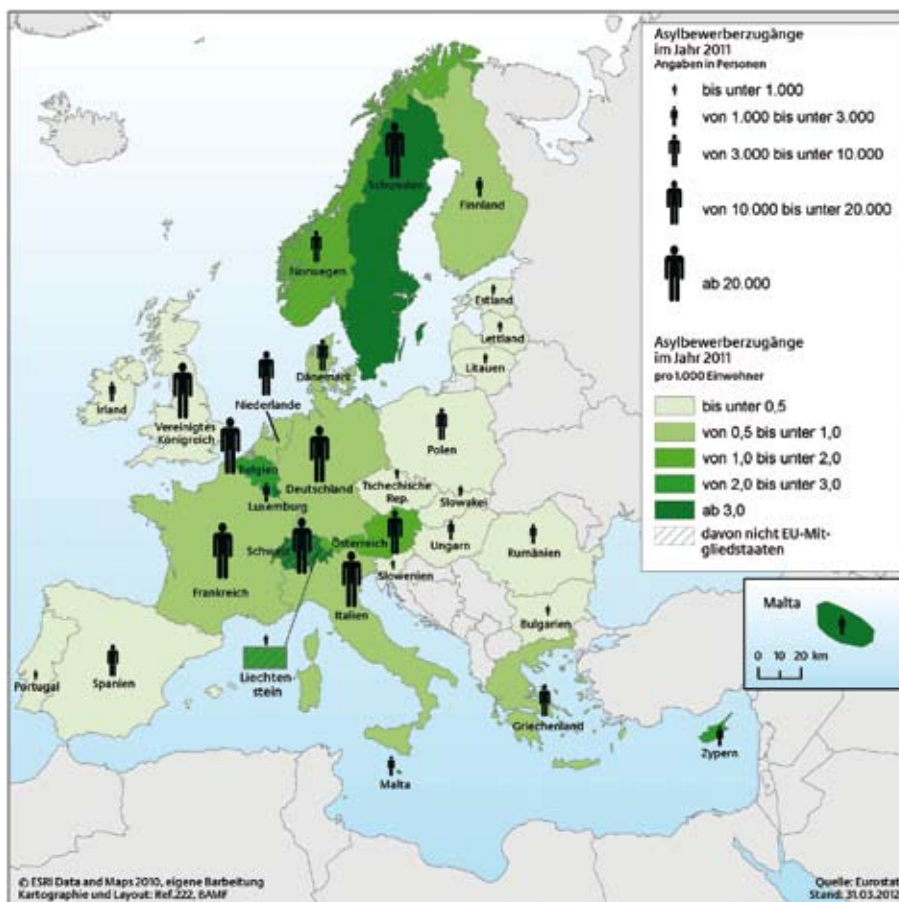 Asylbewerberzugänge
im Jahr 2011
Angaben in Personen
bis unter 1.000
von 1.000 bis unter 3.000
von 3.000 bis unter 10.000
von 10.000 bis unter 20.000
ab 20.000
Asylbewerberzugänge
im Jahr 2011
pro 1.000 Einwohner
bis unter 0,5
von 0,5 bis unter 1,0
von 1,0 bis unter 2,0
von 2,0 bis unter 3,0
ab 3,0
davon nicht EU-Mit-
gliedstaaten
Schweden
Finnland
Norwegen
Estland
Lettland
Litauen
Dänemark
Niederlande
Irland
Vereinigtes
Königreich
Polen
Belgien
Deutschland
Tschechische
Rep.
Luxemburg
Slowakei
Schweiz
Österreich
Ungarn
Rumänien
Frankreich
Slowenien
Italien
Bulgarien
Liechten-
stein
Portugal
Spanien
Griechenland
Zypern
Malta
Malta
0 10 20 km
© ESRI Data and Maps 2010, eigene Barbeitung
Kartographie und Layout: Ref.222, BAMF
Quelle: Eurostat
Stand: 31.03.2012